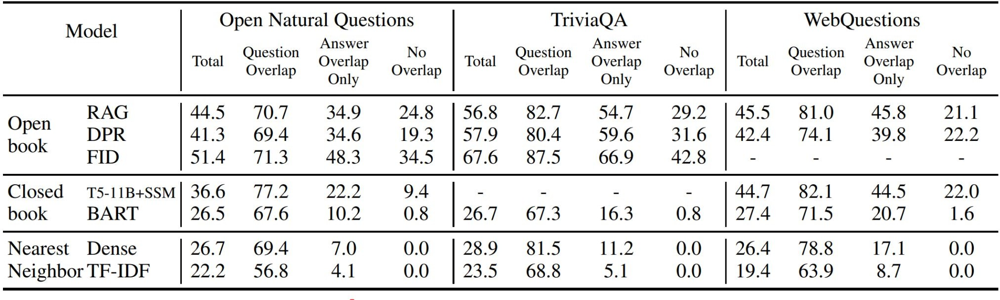 Model Open Natural Questions TriviaQA WebQuestions
Total Question Overlap Answer Overlap Only No Overlap Total Question Overlap Answer Overlap Only No Overlap Total Question Overlap Answer Overlap Only No Overlap
Open book
RAG 44.5 70.7 34.9 24.8 56.8 82.7 54.7 29.2 45.5 81.0 45.8 21.1
DPR 41.3 69.4 34.6 19.3 57.9 80.4 59.6 31.6 42.4 74.1 39.8 22.2
FID 51.4 71.3 48.3 34.5 67.6 87.5 66.9 42.8 - - - -
Closed book
T5-11B+SSM 36.6 77.2 22.2 9.4 - - - - 44.7 82.1 44.5 22.0
BART 26.5 67.6 10.2 0.8 26.7 67.3 16.3 0.8 27.4 71.5 20.7 1.6
Nearest Neighbor
Dense 26.7 69.4 7.0 0.0 28.9 81.5 11.2 0.0 26.4 78.8 17.1 0.0
TF-IDF 22.2 56.8 4.1 0.0 23.5 68.8 5.1 0.0 19.4 63.9 8.7 0.0